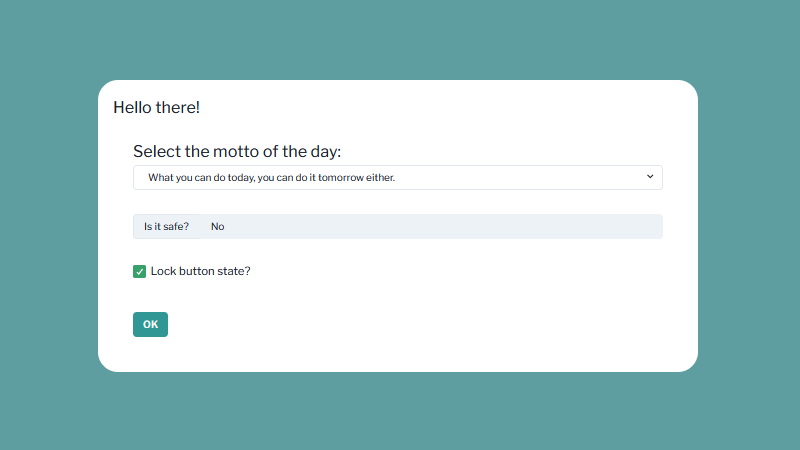 Hello there!
Select the motto of the day:
What you can do today, you can do it tomorrow either.
Is it safe? No
Lock button state?
OK